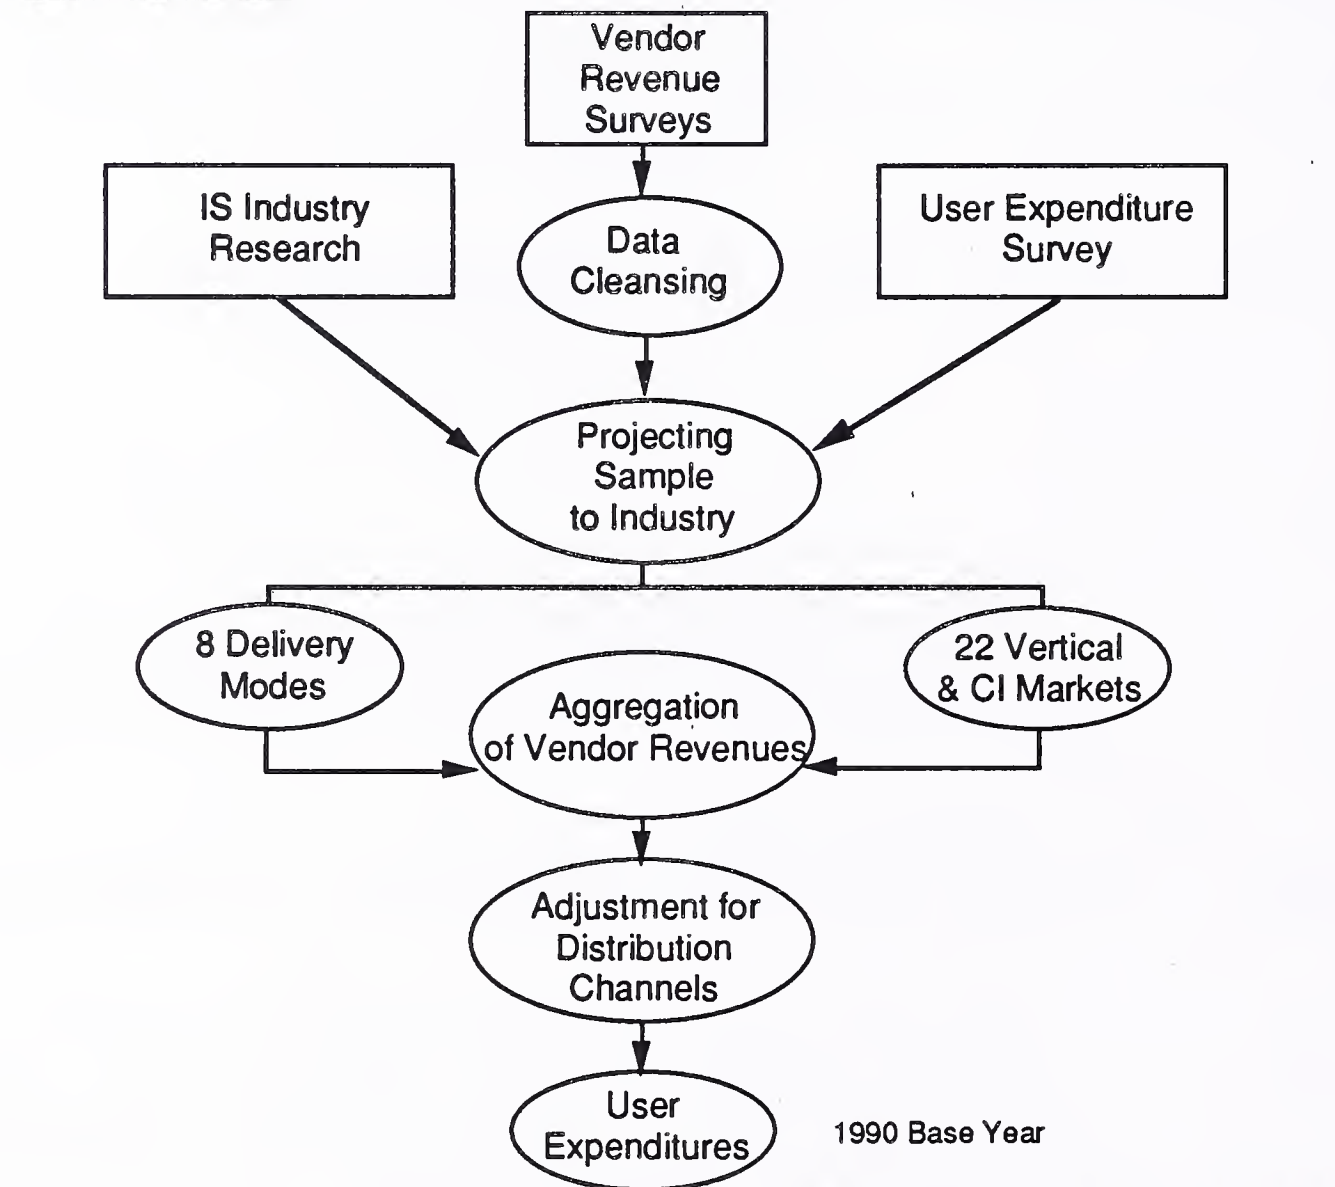 Vendor
Revenue
Surveys
IS Industry
Research
Data
Cleansing
User Expenditure
Survey
Projecting
Sample
to Industry
8 Delivery
Modes
Aggregation
of Vendor Revenues
22 Vertical
& CI Markets
Adjustment for
Distribution
Channels
User
Expenditures
1990 Base Year